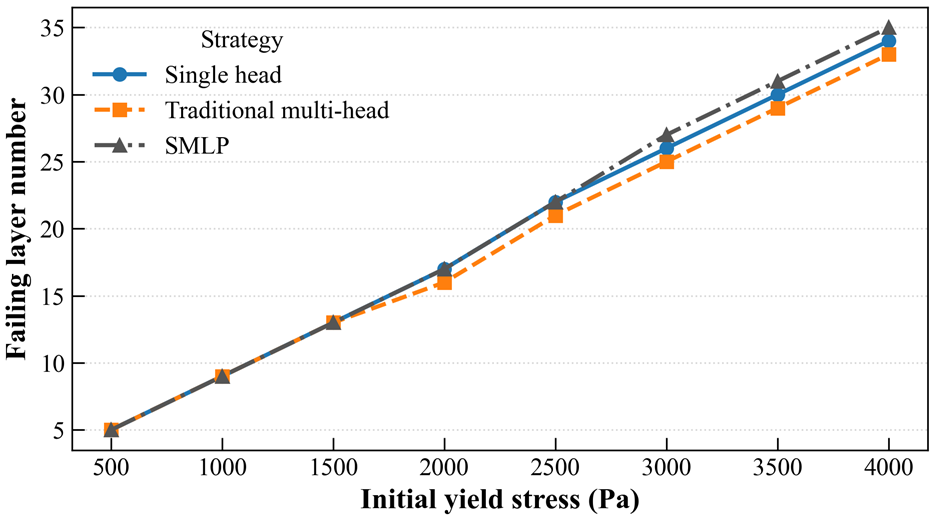 Strategy
Single head
Traditional multi-head
SMLP
35
30
25
20
15
10
5
Failing layer number
500 1000 1500 2000 2500 3000 3500 4000
Initial yield stress (Pa)